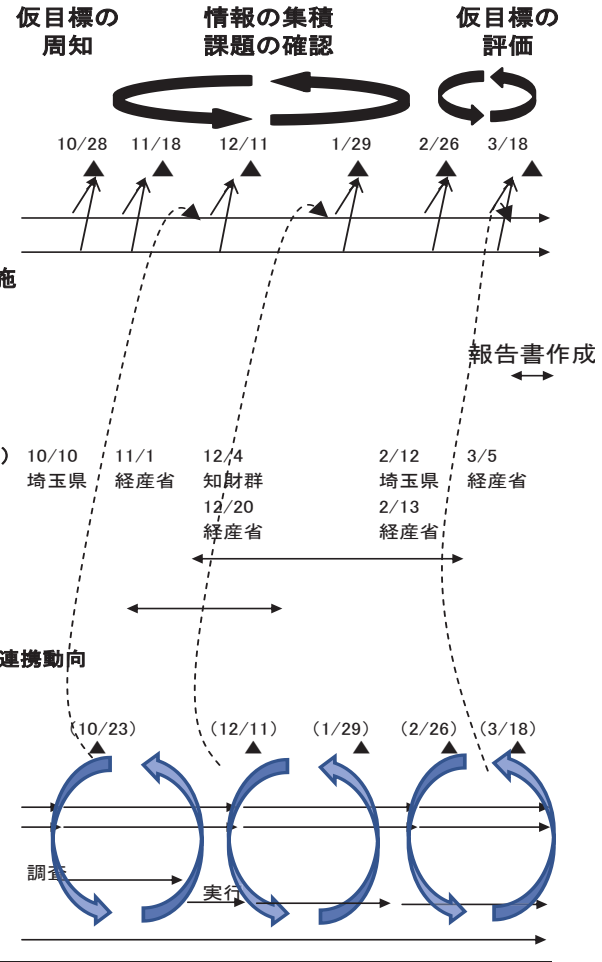 仮目標の
周知
情報の集積
課題の確認
仮目標の
評価
10/28 11/18 12/11 1/29 2/26 3/18
施
報告書作成
) 10/10 11/1 12/4 2/12 3/5
埼玉県 経産省 知財群 埼玉県 経産省
12/20 2/13
経産省 経産省
連携動向
(10/23) (12/11) (1/29) (2/26) (3/18)
調査
実行